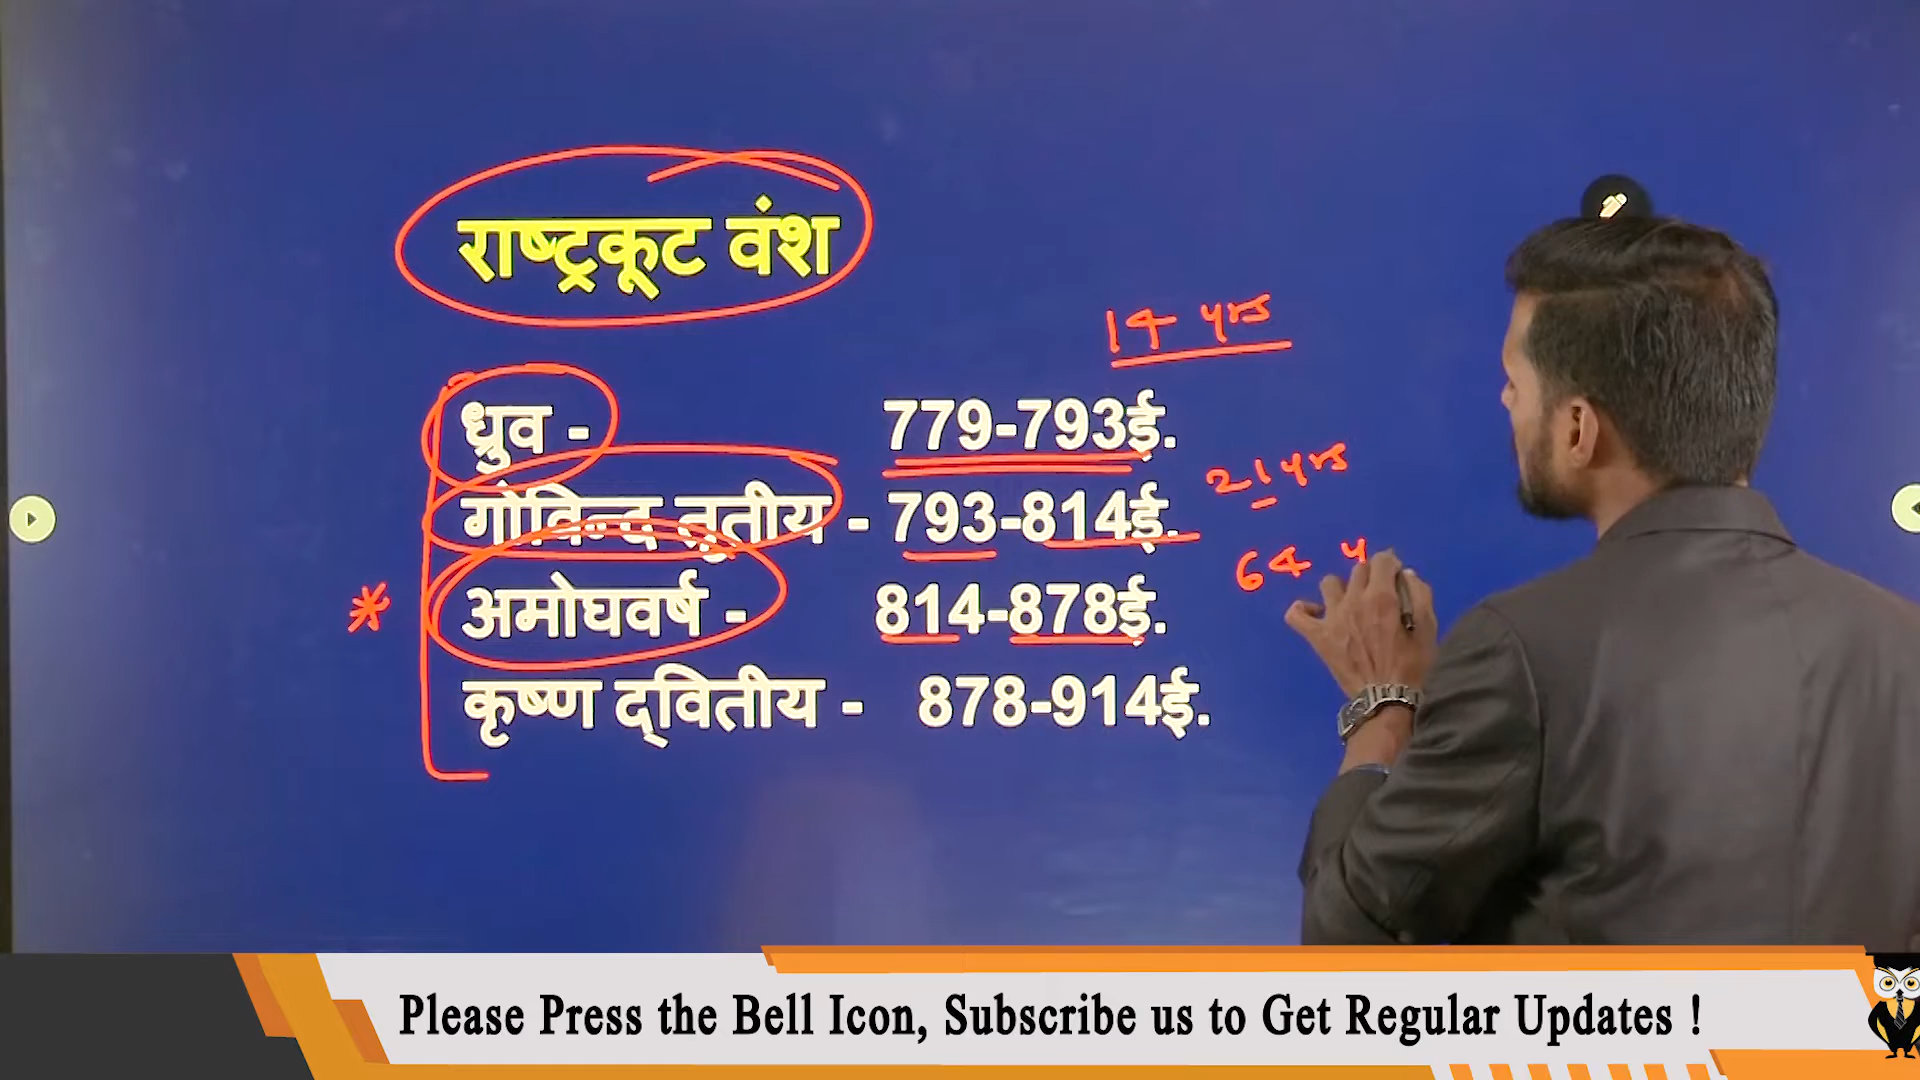 राष्ट्रकूट वंश
14 yrs
ध्रुव - 779-793ई.
21 yrs
गोविन्द तृतीय - 793-814ई.
64 y
अमोघवर्ष - 814-878ई.
कृष्ण द्वितीय - 878-914ई.
Please Press the Bell Icon, Subscribe us to Get Regular Updates !